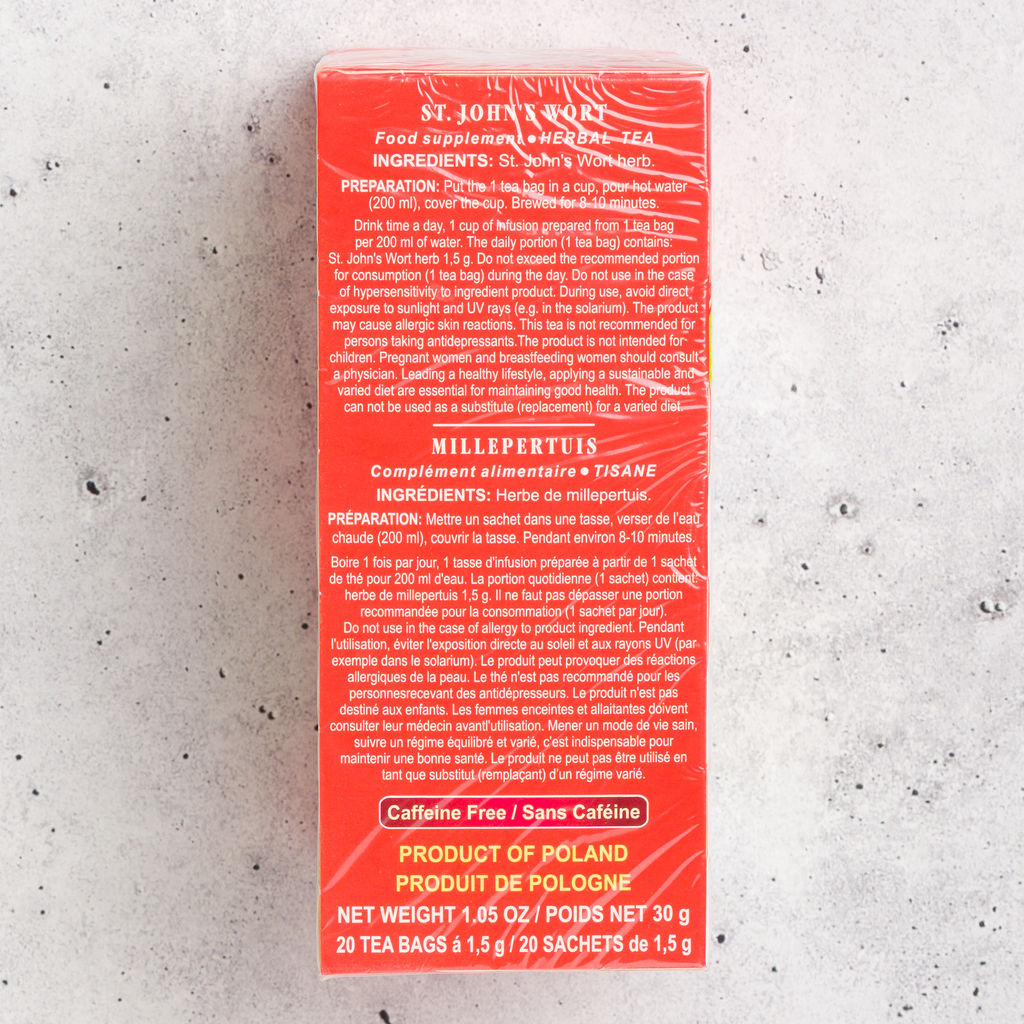 ST. JOHN'S WORT
Food supplement • HERBAL TEA
INGREDIENTS: St. John's Wort herb.
PREPARATION: Put the 1 tea bag in a cup, pour hot water
(200 ml), cover the cup. Brewed for 8-10 minutes.
Drink time a day, 1 cup of infusion prepared from 1 tea bag
per 200 ml of water. The daily portion (1 tea bag) contains:
St. John's Wort herb 1,5 g. Do not exceed the recommended portion
for consumption (1 tea bag) during the day. Do not use in the case
of hypersensitivity to ingredient product. During use, avoid direct
exposure to sunlight and UV rays (e.g. in the solarium). The product
may cause allergic skin reactions. This tea is not recommended for
persons taking antidepressants.The product is not intended for
children. Pregnant women and breastfeeding women should consult
a physician. Leading a healthy lifestyle, applying a sustainable and
varied diet are essential for maintaining good health. The product
can not be used as a substitute (replacement) for a varied diet.
MILLEPERTUIS
Complément alimentaire • TISANE
INGRÉDIENTS: Herbe de millepertuis.
PRÉPARATION: Mettre un sachet dans une tasse, verser de l'eau
chaude (200 ml), couvrir la tasse. Pendant environ 8-10 minutes.
Boire 1 fois par jour, 1 tasse d'infusion préparée à partir de 1 sachet
de thé pour 200 ml d'eau. La portion quotidienne (1 sachet) contient:
herbe de millepertuis 1,5 g. Il ne faut pas dépasser une portion
recommandée pour la consommation (1 sachet par jour).
Do not use in the case of allergy to product ingredient. Pendant
l'utilisation, éviter l'exposition directe au soleil et aux rayons UV (par
exemple dans le solarium). Le produit peut provoquer des réactions
allergiques de la peau. Le thé n'est pas recommandé pour les
personnesrecevant des antidépresseurs. Le produit n'est pas
destiné aux enfants. Les femmes enceintes et allaitantes doivent
consulter leur médecin avantl'utilisation. Mener un mode de vie sain,
suivre un régime équilibré et varié, c'est indispensable pour
maintenir une bonne santé. Le produit ne peut pas être utilisé en
tant que substitut (remplaçant) d'un régime varié.
Caffeine Free / Sans Caféine
PRODUCT OF POLAND
PRODUIT DE POLOGNE
NET WEIGHT 1.05 OZ / POIDS NET 30 g
20 TEA BAGS á 1,5 g / 20 SACHETS de 1,5 g